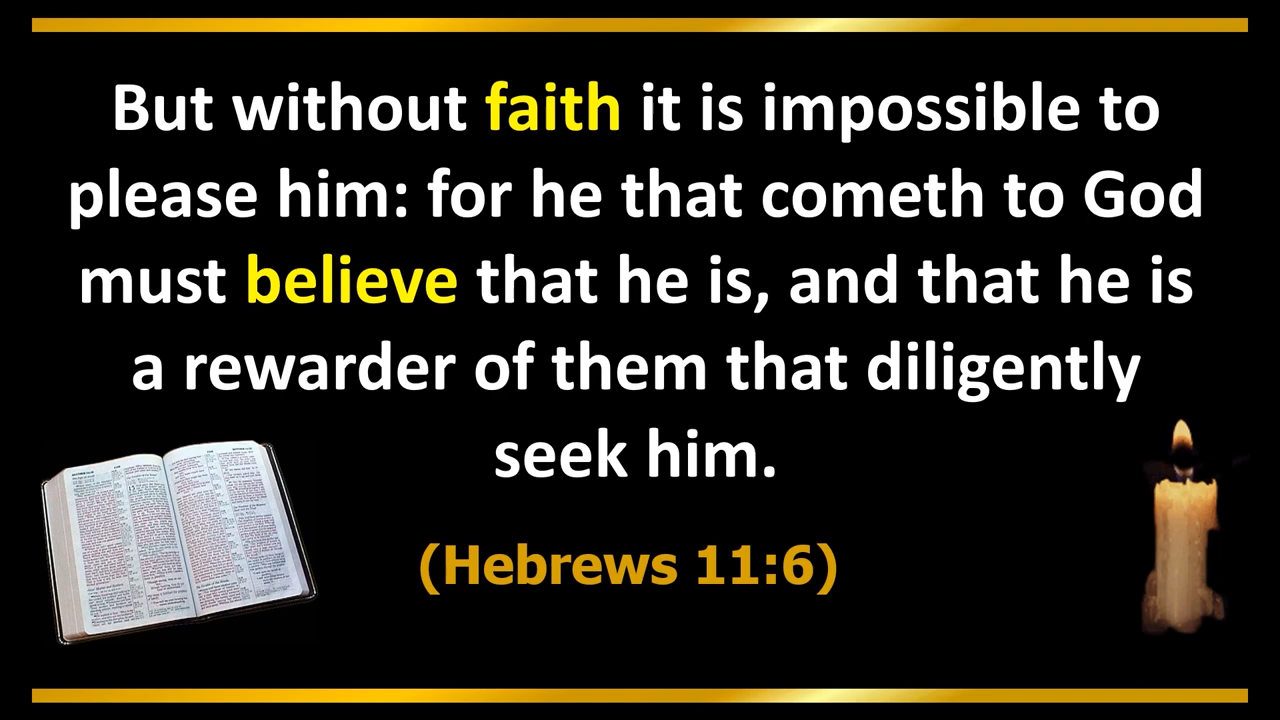 But without faith it is impossible to
please him: for he that cometh to God
must believe that he is, and that he is
a rewarder of them that diligently
seek him.
(Hebrews 11:6)